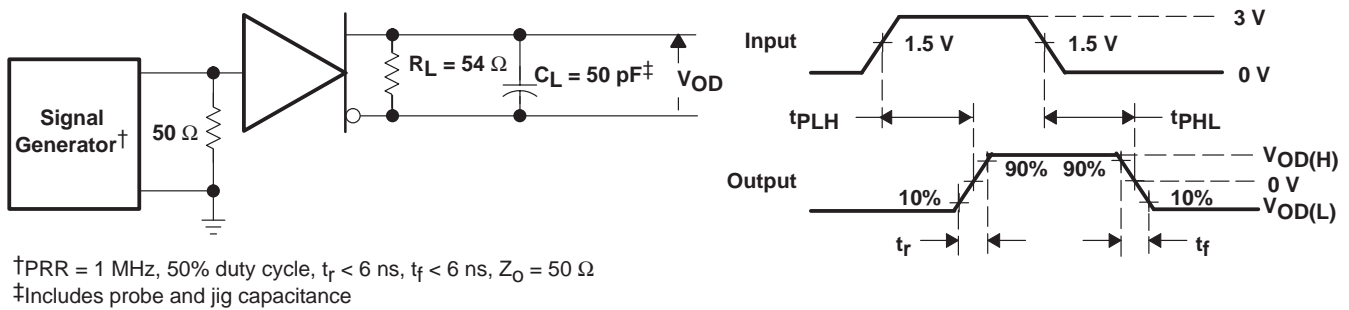 Signal
Generator†
50 Ω
RL = 54 Ω
CL = 50 pF‡
VOD
Input
1.5 V
1.5 V
3 V
0 V
tPLH
tPHL
Output
10%
90%
90%
10%
VOD(H)
0 V
VOD(L)
tr
tf
†PRR = 1 MHz, 50% duty cycle, tr < 6 ns, tf < 6 ns, Zo = 50 Ω
‡Includes probe and jig capacitance